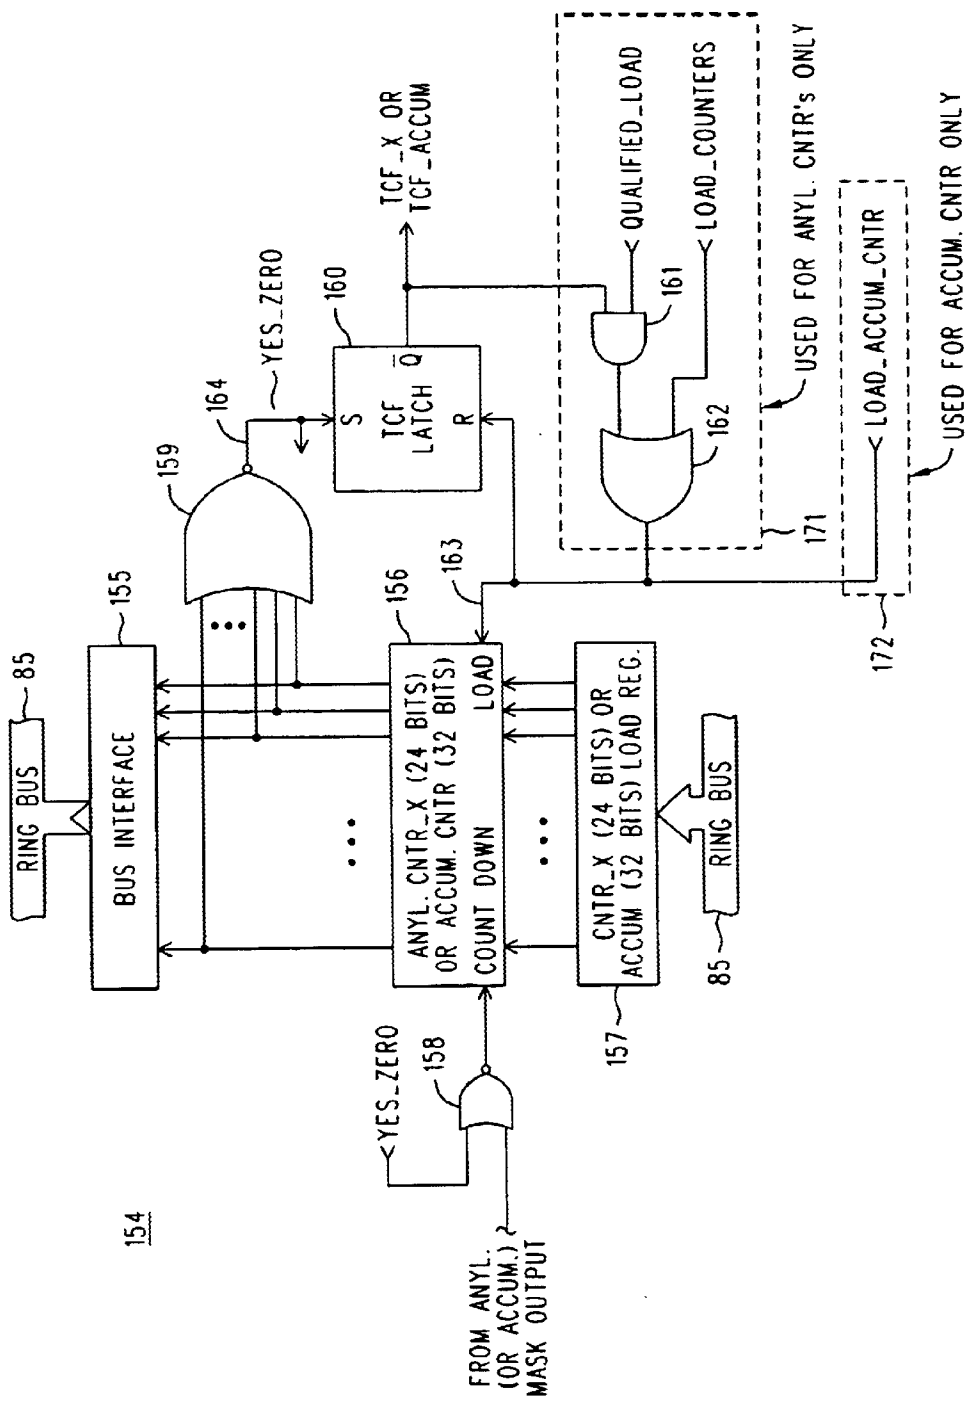 154
RING BUS
85
BUS INTERFACE
155
159
164
YES_ZERO
160
S
TCF
LATCH
Q
R
TCF_X OR
TCF_ACCUM
YES_ZERO
158
FROM ANYL.
(OR ACCUM.)
MASK OUTPUT
ANYL. CNTR_X (24 BITS)
OR ACCUM. CNTR (32 BITS)
COUNT DOWN
LOAD
156
163
CNTR_X (24 BITS) OR
ACCUM (32 BITS) LOAD REG.
157
RING BUS
85
161
162
QUALIFIED_LOAD
LOAD_COUNTERS
171
USED FOR ANYL. CNTR's ONLY
LOAD_ACCUM_CNTR
172
USED FOR ACCUM. CNTR ONLY